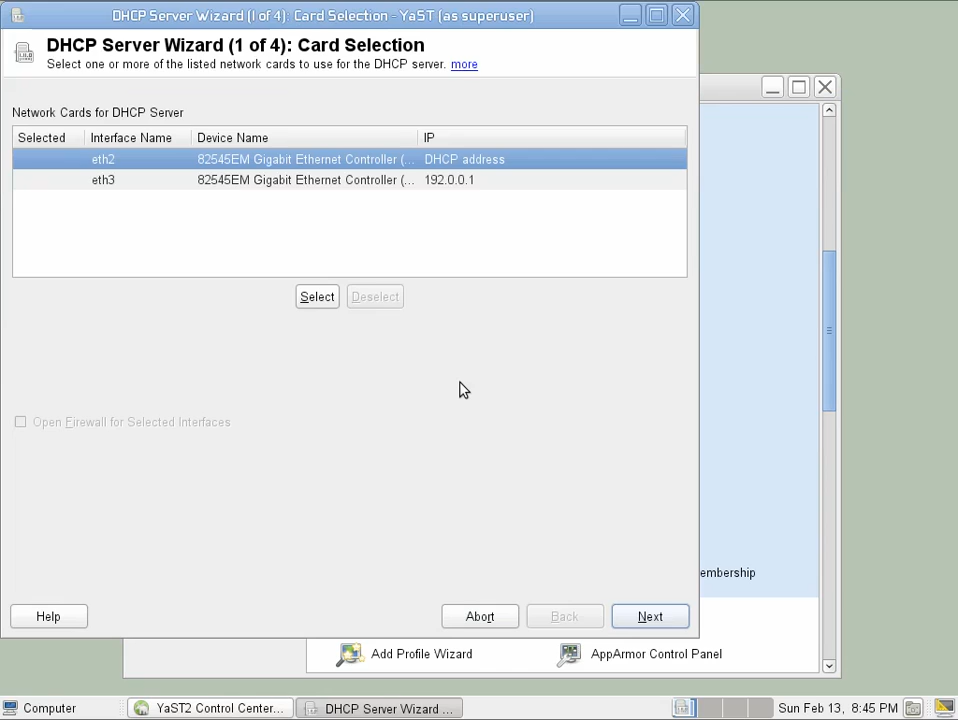 DHCP Server Wizard (1 of 4): Card Selection - YaST (as superuser)
DHCP Server Wizard (1 of 4): Card Selection
Select one or more of the listed network cards to use for the DHCP server. more
Network Cards for DHCP Server
Selected Interface Name Device Name IP
eth2 82545EM Gigabit Ethernet Controller (... DHCP address
eth3 82545EM Gigabit Ethernet Controller (... 192.0.0.1
Select Deselect
Open Firewall for Selected Interfaces
embership
Help Abort Back Next
Add Profile Wizard AppArmor Control Panel
Computer YaST2 Control Center... DHCP Server Wizard ... Sun Feb 13, 8:45 PM